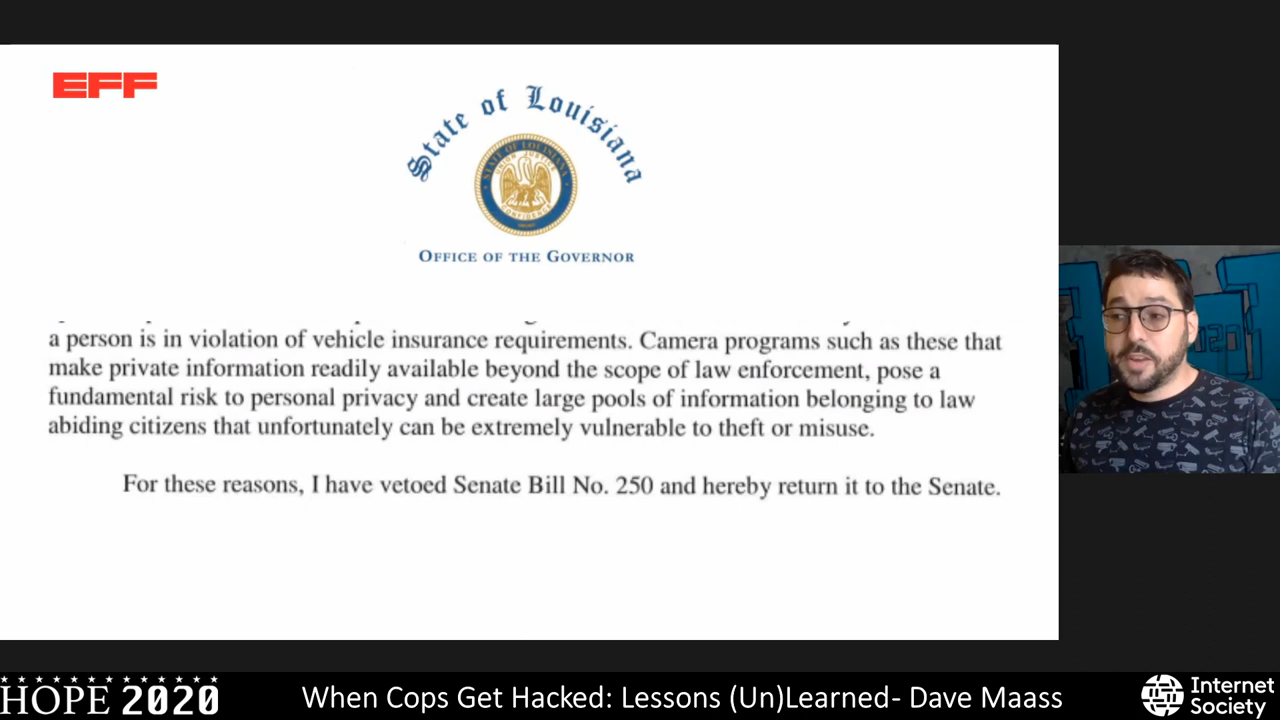 EFF
State of Louisiana
OFFICE OF THE GOVERNOR
a person is in violation of vehicle insurance requirements. Camera programs such as these that
make private information readily available beyond the scope of law enforcement, pose a
fundamental risk to personal privacy and create large pools of information belonging to law
abiding citizens that unfortunately can be extremely vulnerable to theft or misuse.
For these reasons, I have vetoed Senate Bill No. 250 and hereby return it to the Senate.
HOPE 2020
When Cops Get Hacked: Lessons (Un)Learned- Dave Maass
Internet
Society